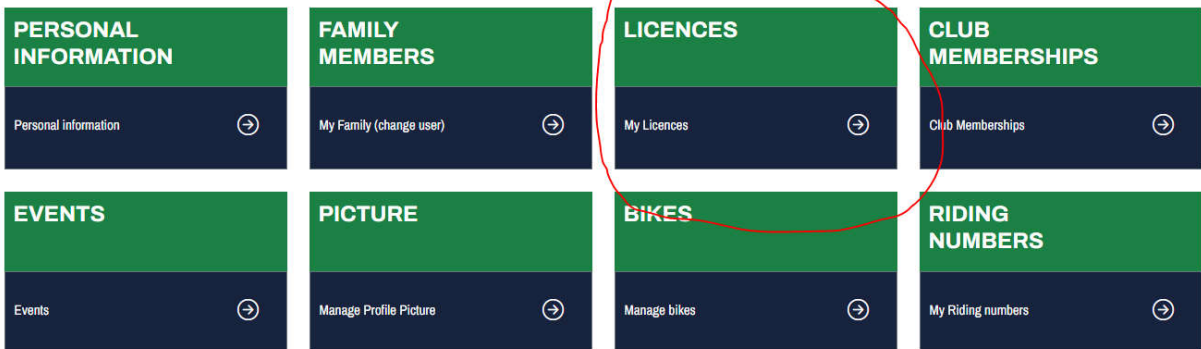 PERSONAL
INFORMATION
Personal information
FAMILY
MEMBERS
My Family (change user)
LICENCES
My Licences
CLUB
MEMBERSHIPS
Club Memberships
EVENTS
Events
PICTURE
Manage Profile Picture
BIKES
Manage bikes
RIDING
NUMBERS
My Riding numbers